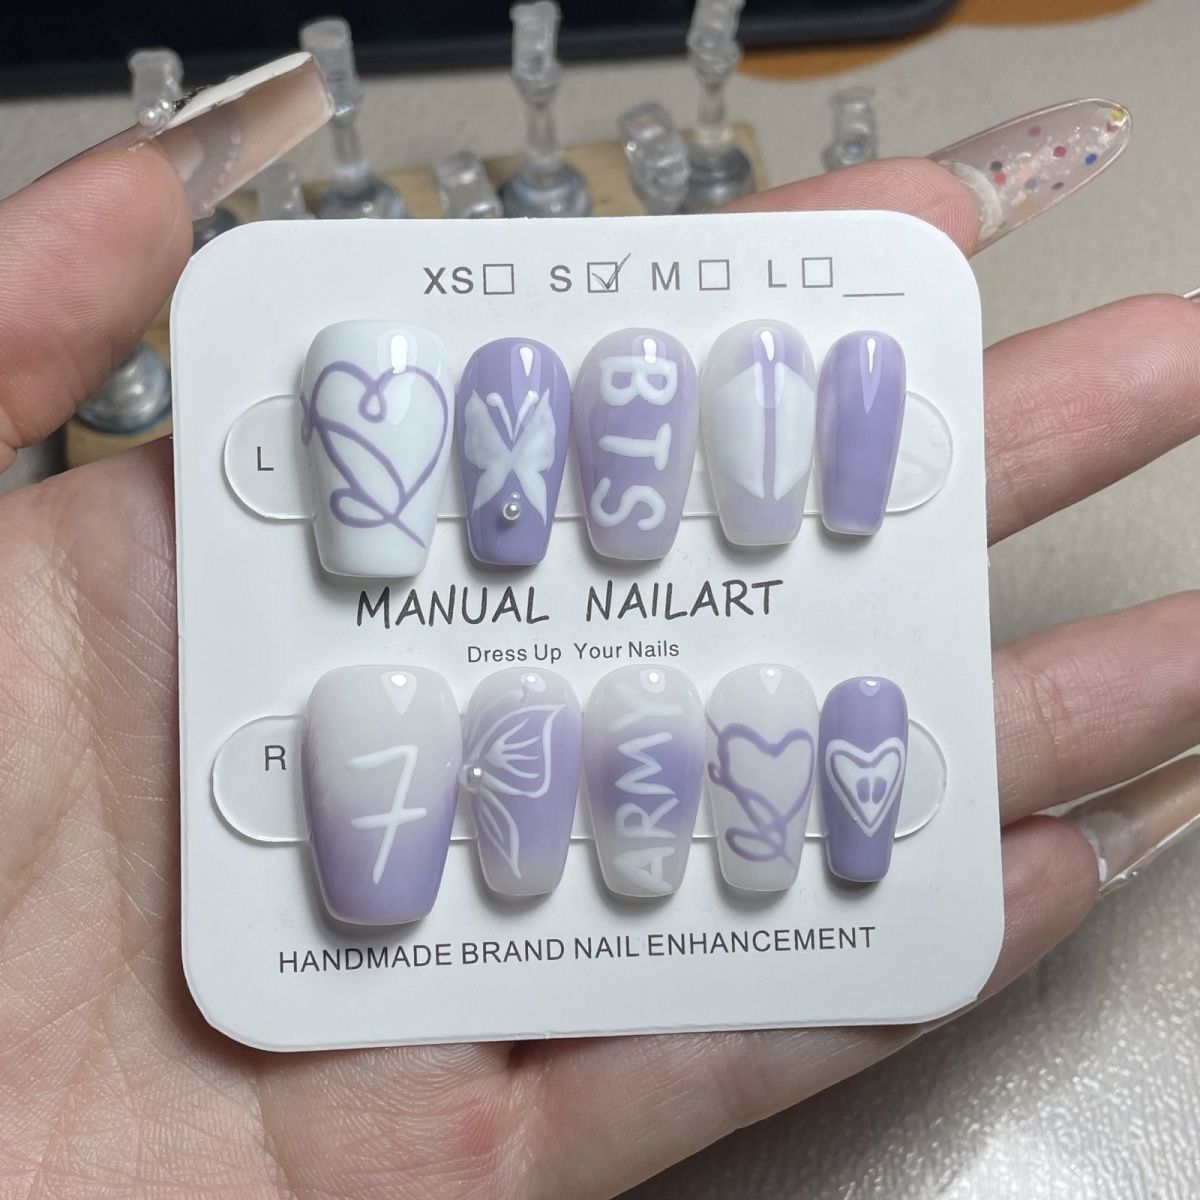 XS S M L
L
BTS
MANUAL NAILART
Dress Up Your Nails
R
7
ARMY
HANDMADE BRAND NAIL ENHANCEMENT